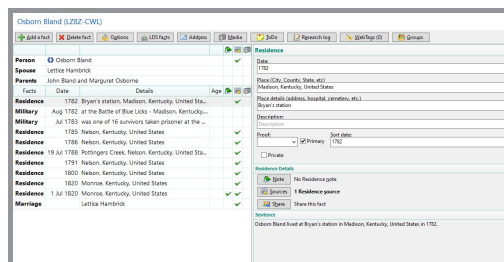 Osborn Bland (LZ8Z-CWL)
Add a fact Delete fact Options LDS facts Address Media ToDo Research log WebTags (0) Groups
Person Osborn Bland
Spouse Lettice Hambrick
Parents John Bland and Margaret Osborne
Facts Date Details Age
Residence 1782 Bryan's station, Madison, Kentucky, United Sta...
Military Aug 1782 at the Battle of Blue Licks - Madison, Kentucky,...
Military Jul 1783 was one of 16 survivors taken prisoner at the ...
Residence 1785 Nelson, Kentucky, United States
Residence 1786 Nelson, Kentucky, United States
Residence 19 Jul 1788 Pottingers Creek, Nelson, Kentucky, United States
Residence 1791 Nelson, Kentucky, United States
Residence 1800 Nelson, Kentucky, United States
Residence 1820 Monroe, Kentucky, United States
Residence 1 Jul 1820 Monroe, Kentucky, United States
Marriage Lettice Hambrick
Residence
Date:
1782
Place (City, County, State, etc)
Madison, Kentucky, United States
Place details (address, hospital, cemetery, etc.)
Bryan's station
Description:
Description
Proof: Sort date:
Primary 1782
Private
Residence Details
Note No Residence note
Sources 1 Residence source
Share Share this fact
Sentence
Osborn Bland lived at Bryan's station in Madison, Kentucky, United States in 1782.